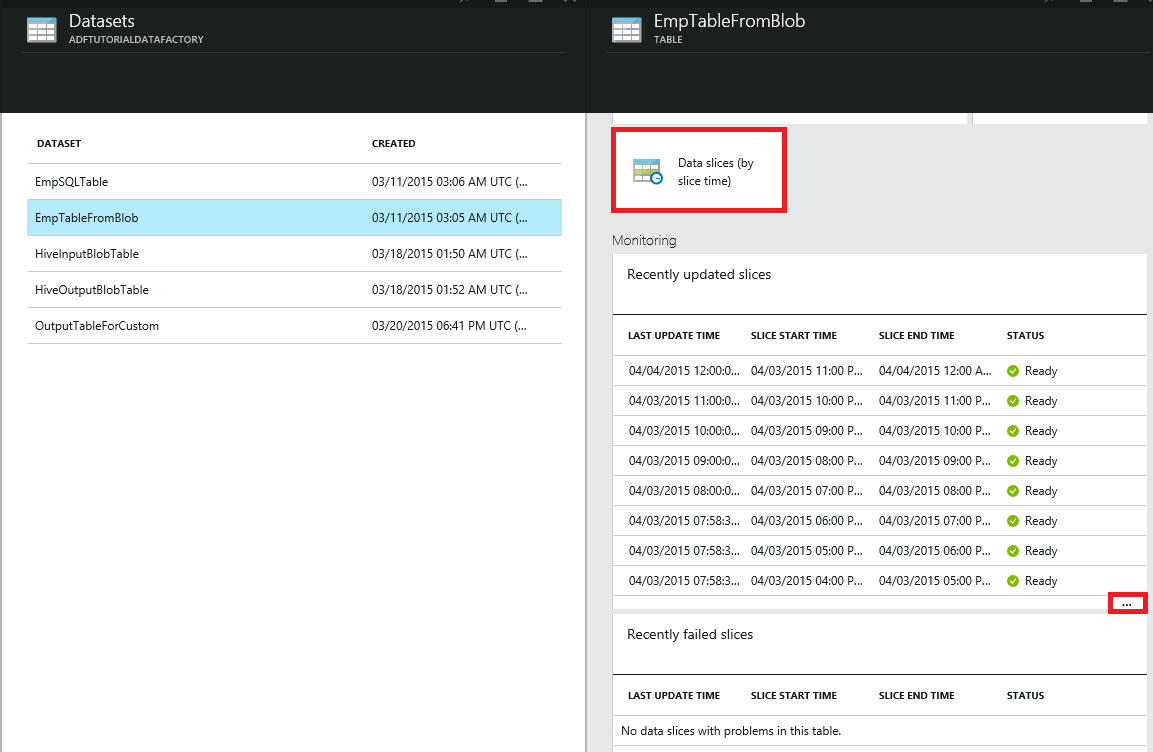 Datasets
ADFTUTORIALDATAFACTORY
DATASET CREATED
EmpSQLTable 03/11/2015 03:06 AM UTC (...
EmpTableFromBlob 03/11/2015 03:05 AM UTC (...
HiveInputBlobTable 03/18/2015 01:50 AM UTC (...
HiveOutputBlobTable 03/18/2015 01:52 AM UTC (...
OutputTableForCustom 03/20/2015 06:41 PM UTC (...
EmpTableFromBlob
TABLE
Data slices (by
slice time)
Monitoring
Recently updated slices
LAST UPDATE TIME SLICE START TIME SLICE END TIME STATUS
04/04/2015 12:00:0... 04/03/2015 11:00 P... 04/04/2015 12:00 A... Ready
04/03/2015 11:00:0... 04/03/2015 10:00 P... 04/03/2015 11:00 P... Ready
04/03/2015 10:00:0... 04/03/2015 09:00 P... 04/03/2015 10:00 P... Ready
04/03/2015 09:00:0... 04/03/2015 08:00 P... 04/03/2015 09:00 P... Ready
04/03/2015 08:00:0... 04/03/2015 07:00 P... 04/03/2015 08:00 P... Ready
04/03/2015 07:58:3... 04/03/2015 06:00 P... 04/03/2015 07:00 P... Ready
04/03/2015 07:58:3... 04/03/2015 05:00 P... 04/03/2015 06:00 P... Ready
04/03/2015 07:58:3... 04/03/2015 04:00 P... 04/03/2015 05:00 P... Ready
...
Recently failed slices
LAST UPDATE TIME SLICE START TIME SLICE END TIME STATUS
No data slices with problems in this table.